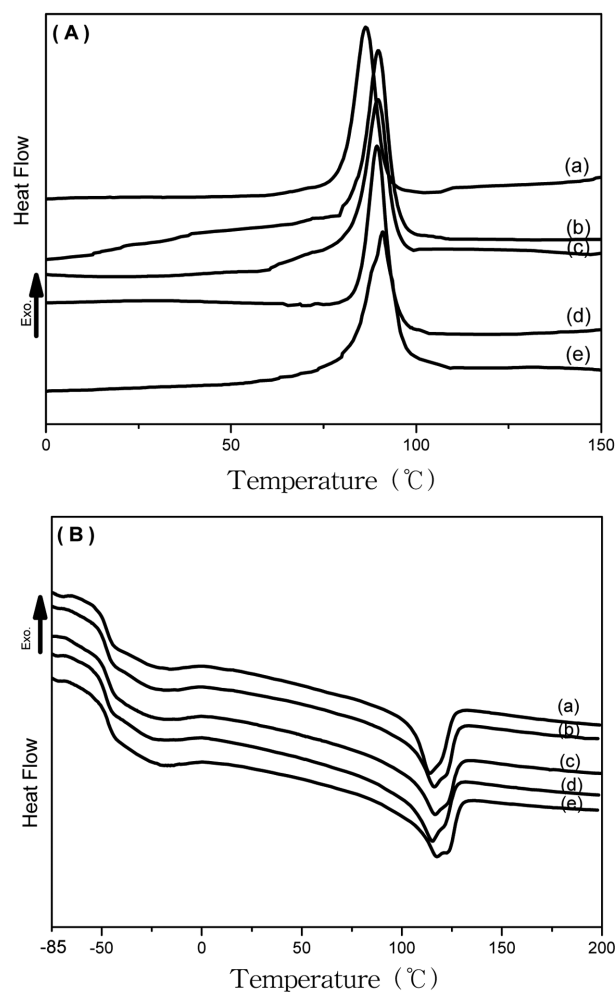 ( A )
Heat Flow
Exo.
(a)
(b)
(c)
(d)
(e)
0 50 100 150
Temperature (℃)
( B )
Exo.
Heat Flow
(a)
(b)
(c)
(d)
(e)
-85 -50 0 50 100 150 200
Temperature (℃)